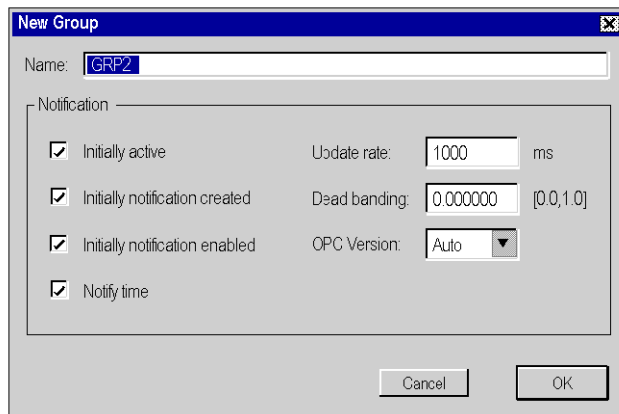 New Group
Name: GRP2
Notification
Initially active Update rate: 1000 ms
Initially notification created Dead banding: 0.000000 [0.0,1.0]
Initially notification enabled OPC Version: Auto
Notify time
Cancel OK